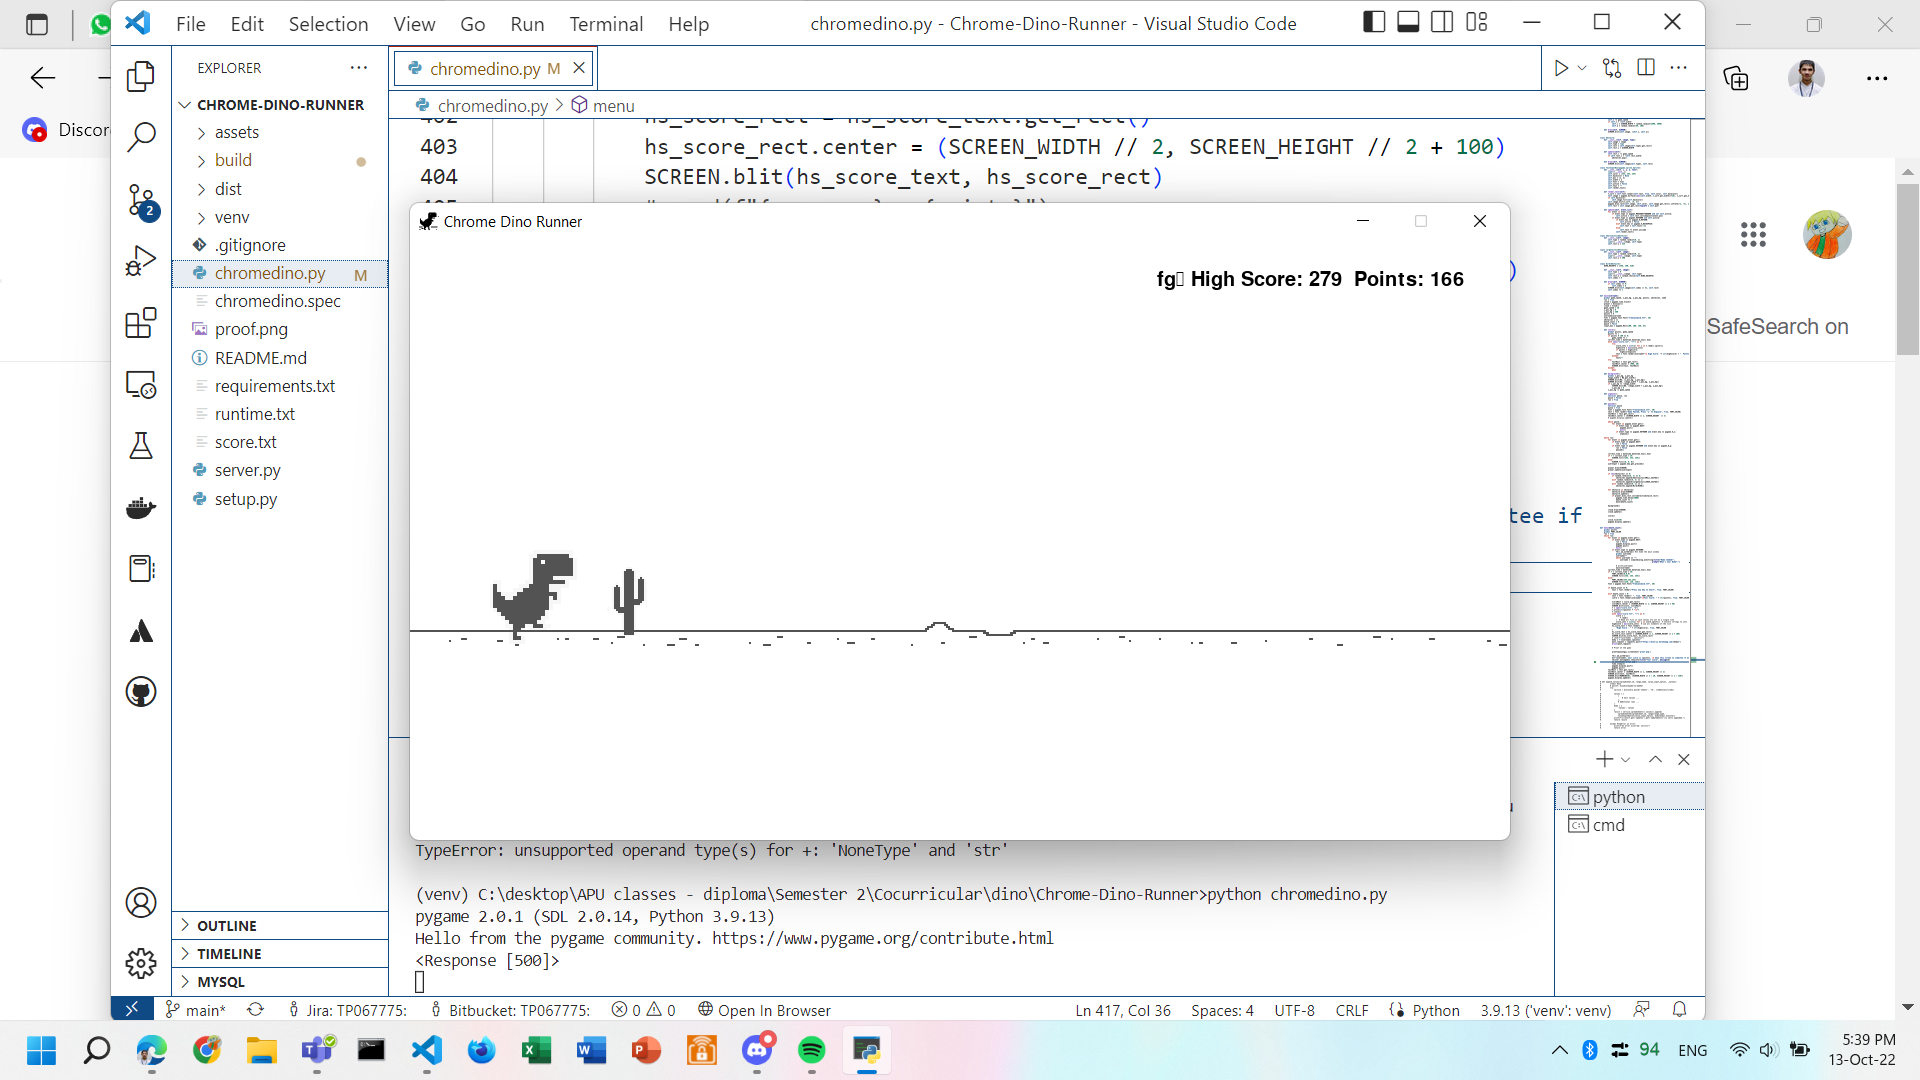 File Edit Selection View Go Run Terminal Help
chromedino.py - Chrome-Dino-Runner - Visual Studio Code
EXPLORER
chromedino.py M
CHROME-DINO-RUNNER
chromedino.py > menu
Discor
assets
build
dist
venv
.gitignore
chromedino.py M
chromedino.spec
proof.png
README.md
requirements.txt
runtime.txt
score.txt
server.py
setup.py
2
402 hs_score_rect = hs_score_text.get_rect()
403 hs_score_rect.center = (SCREEN_WIDTH // 2, SCREEN_HEIGHT // 2 + 100)
404 SCREEN.blit(hs_score_text, hs_score_rect)
Chrome Dino Runner
fg▯ High Score: 279 Points: 166
)
tee if
SafeSearch on
python
cmd
TypeError: unsupported operand type(s) for +: 'NoneType' and 'str'
(venv) C:\desktop\APU classes - diploma\Semester 2\Cocurricular\dino\Chrome-Dino-Runner>python chromedino.py
pygame 2.0.1 (SDL 2.0.14, Python 3.9.13)
Hello from the pygame community. https://www.pygame.org/contribute.html
<Response [500]>
OUTLINE
TIMELINE
MYSQL
main* Jira: TP067775: Bitbucket: TP067775: 0 0 Open In Browser
Ln 417, Col 36 Spaces: 4 UTF-8 CRLF Python 3.9.13 ('venv': venv)
94 ENG
5:39 PM
13-Oct-22